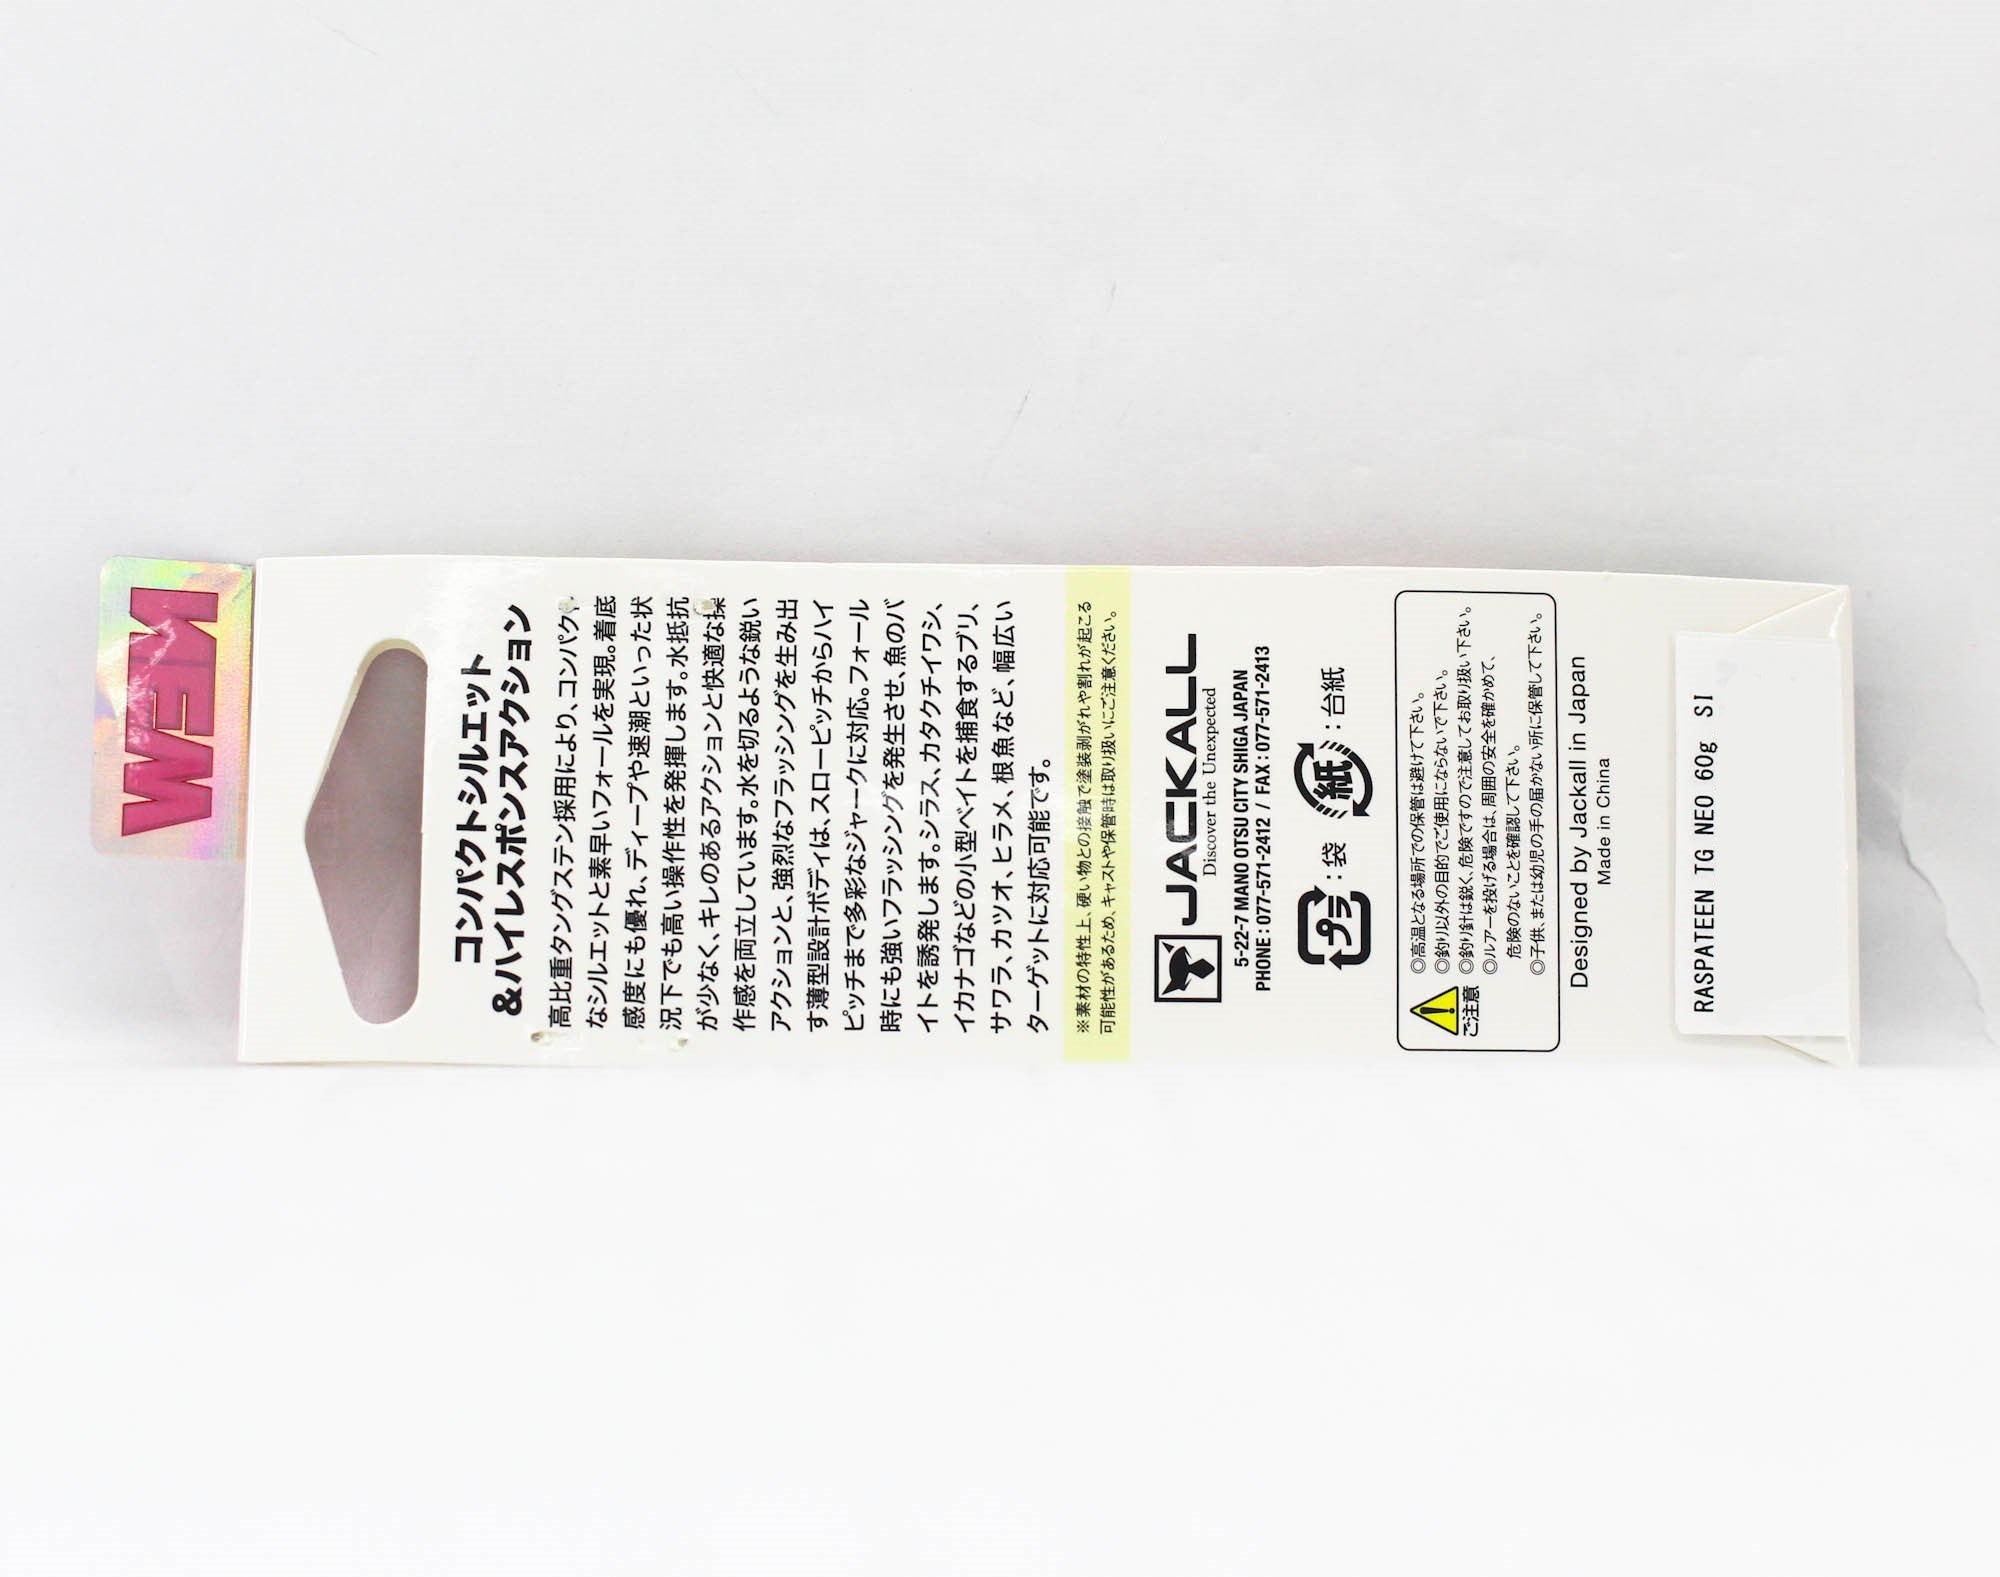 NEW
コンパクトシルエット
&ハイレスポンスアクション
高比重タングステン採用により、コンパクト
なシルエットと素早いフォールを実現。着底
感度にも優れ、ディープや速潮といった状
況下でも高い操作性を発揮します。水抵抗
が少なく、キレのあるアクションと快適な操
作感を両立しています。水を切るような鋭い
アクションと、強烈なフラッシングを生み出
す薄型設計ボディは、スローピッチからハイ
ピッチまで多彩なジャークに対応。フォール
時にも強いフラッシングを発生させ、魚のバ
イトを誘発します。シラス、カタクチイワシ、
イカナゴなどの小型ベイトを捕食するブリ、
サワラ、カツオ、ヒラメ、根魚など、幅広い
ターゲットに対応可能です。
※素材の特性上、硬い物との接触で塗装剥がれや割れが起こる
可能性があるため、キャストや保管時は取り扱いにご注意ください。
JACKALL
Discover the Unexpected
5-22-7 MANO OTSU CITY SHIGA JAPAN
PHONE : 077-571-2412 / FAX : 077-571-2413
プラ : 袋 紙 : 台紙
ご注意
◎高温となる場所での保管は避けて下さい。
◎釣り以外の目的でご使用にならないで下さい。
◎釣り針は鋭く、危険ですので注意してお取り扱い下さい。
◎ルアーを投げる場合は、周囲の安全を確かめて、
危険のないことを確認して下さい。
◎子供、または幼児の手の届かない所に保管して下さい。
Designed by Jackall in Japan
Made in China
RASPATEEN TG NEO 60g SI